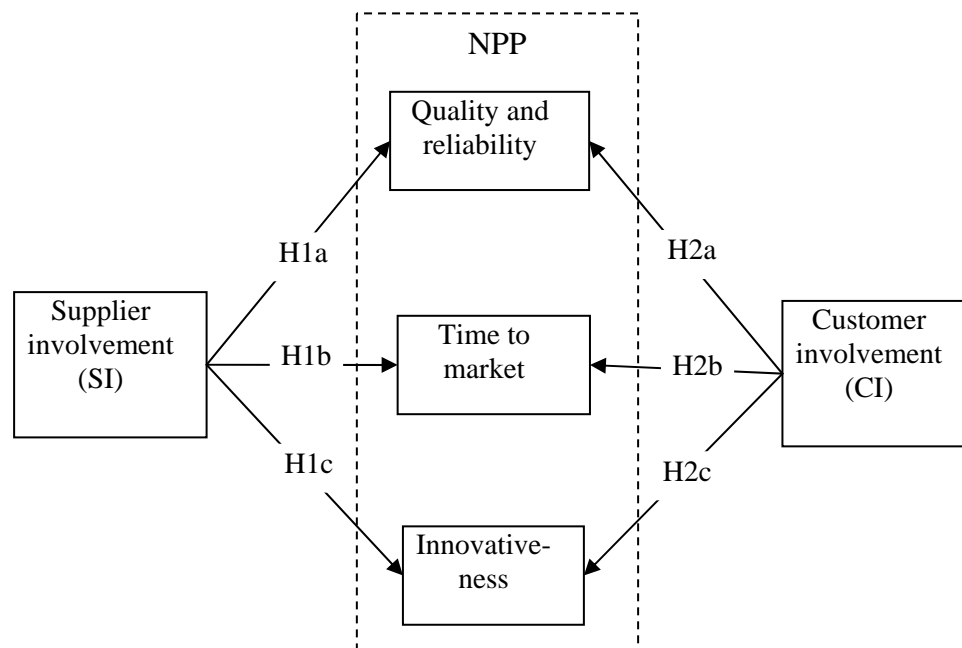 NPP
Quality and
reliability
H1a
H2a
Supplier
involvement
(SI)
H1b
Time to
market
H2b
Customer
involvement
(CI)
H1c
H2c
Innovative-
ness